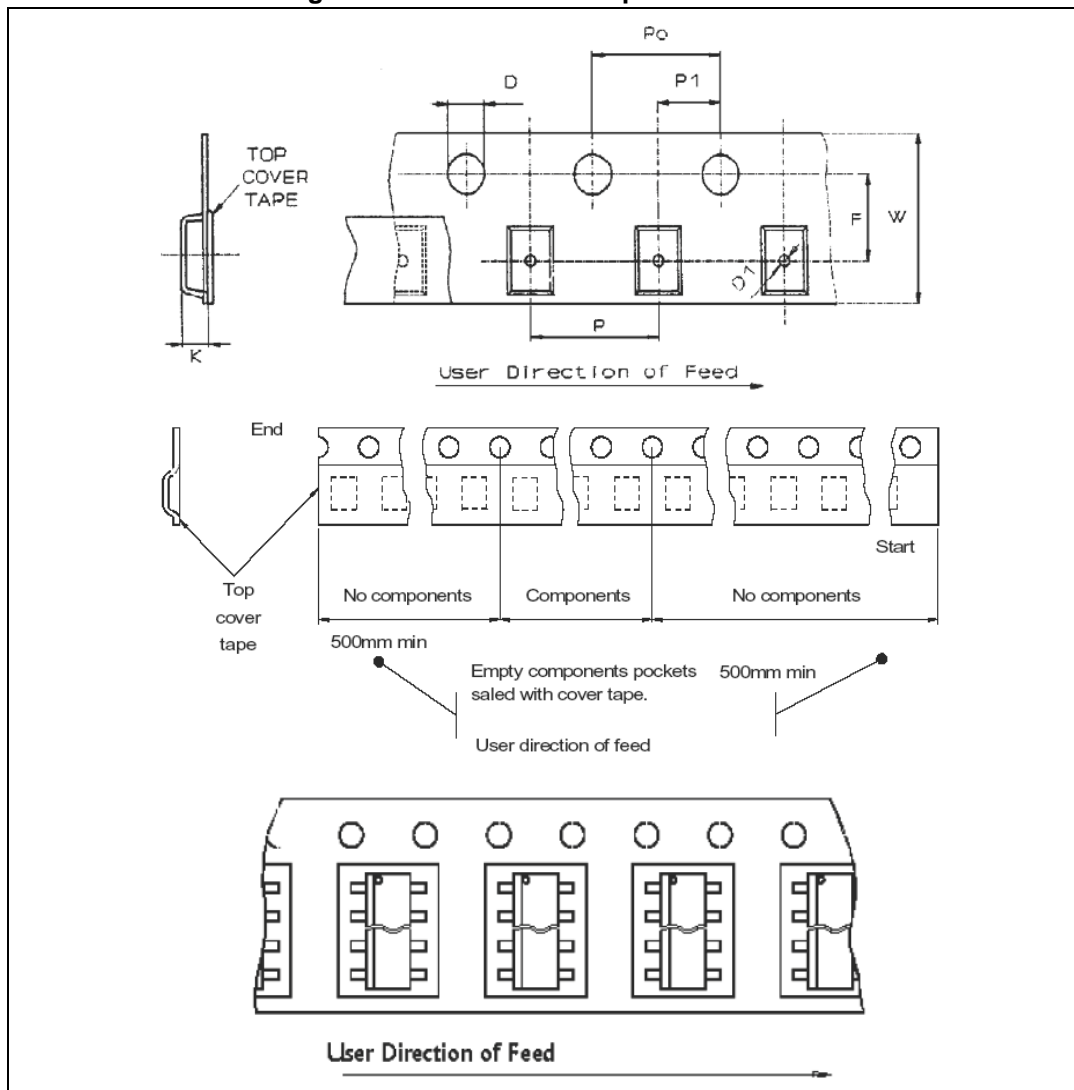 Po
D
P1
TOP
COVER
TAPE
F
W
D1
P
K
User Direction of Feed
End
Start
Top
cover
tape
No components
Components
No components
500mm min
Empty components pockets
saled with cover tape.
500mm min
User direction of feed
User Direction of Feed